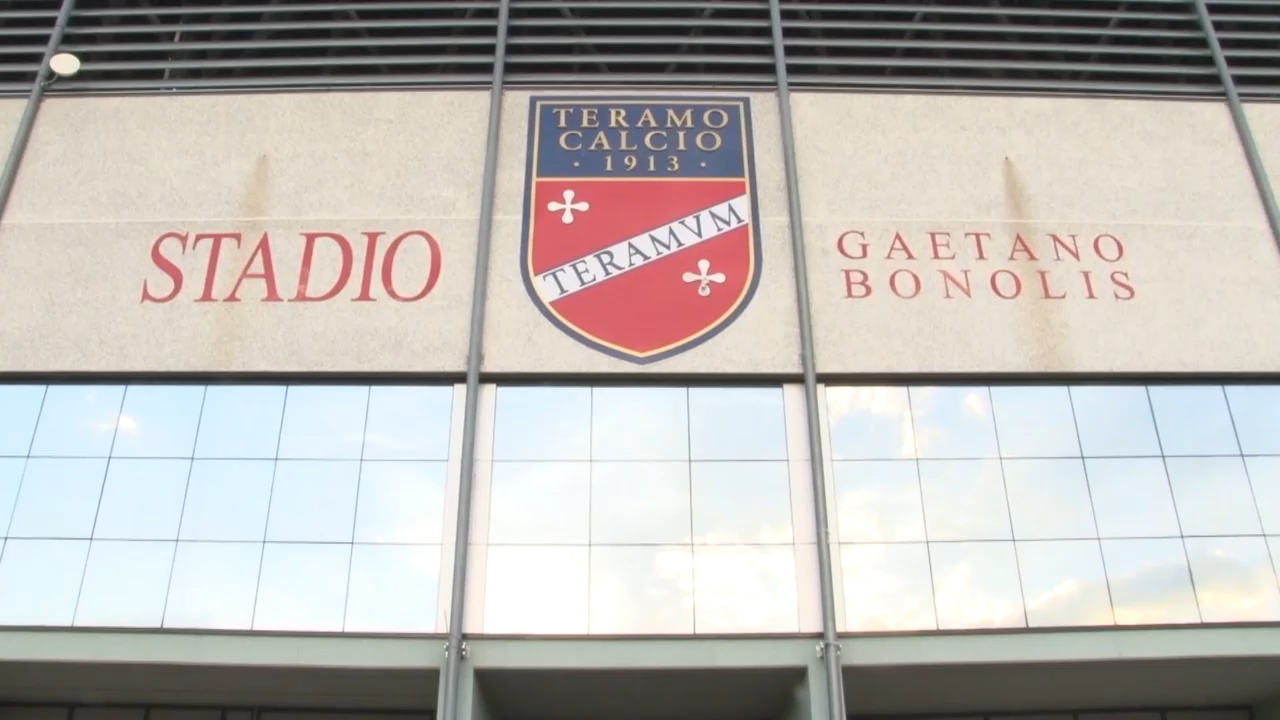 STADIO
TERAMO
CALCIO
· 1913 ·
TERAMVM
GAETANO
BONOLIS